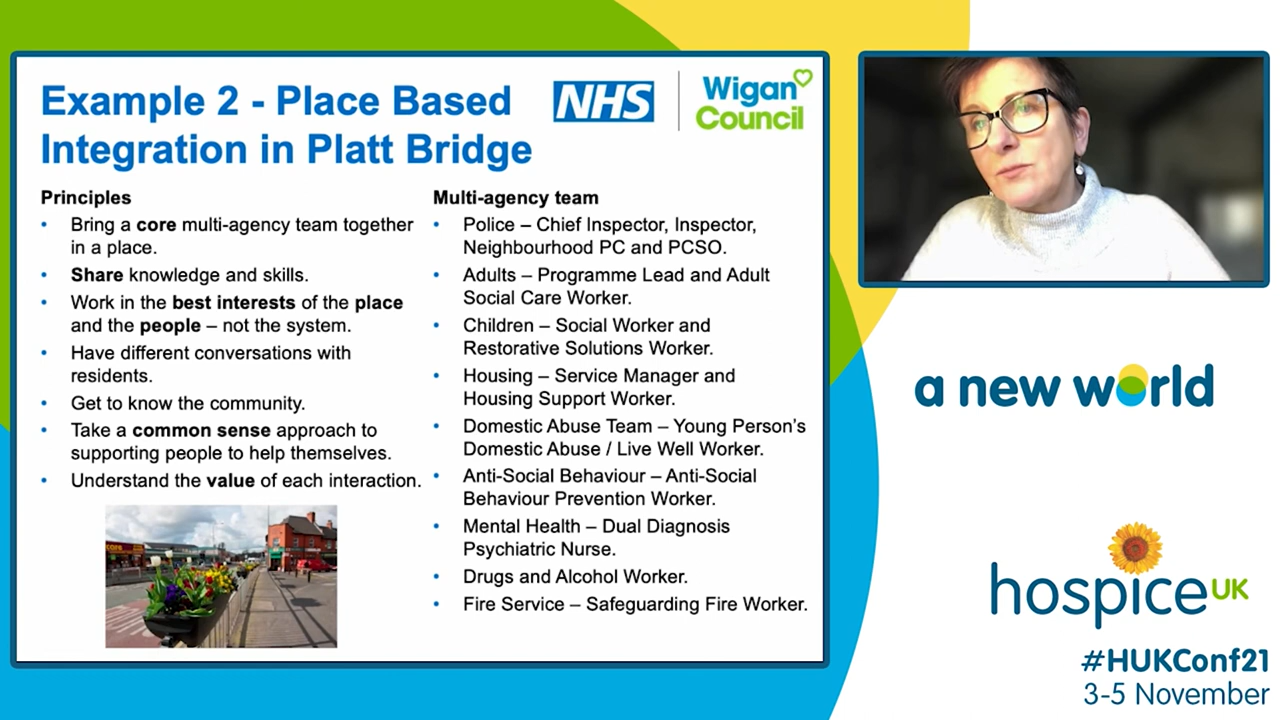 Example 2 - Place Based
Integration in Platt Bridge
NHS
Wigan
Council
Principles
• Bring a core multi-agency team together
in a place.
• Share knowledge and skills.
• Work in the best interests of the place
and the people – not the system.
• Have different conversations with
residents.
• Get to know the community.
• Take a common sense approach to
supporting people to help themselves.
• Understand the value of each interaction.
Multi-agency team
• Police – Chief Inspector, Inspector,
Neighbourhood PC and PCSO.
• Adults – Programme Lead and Adult
Social Care Worker.
• Children – Social Worker and
Restorative Solutions Worker.
• Housing – Service Manager and
Housing Support Worker.
• Domestic Abuse Team – Young Person's
Domestic Abuse / Live Well Worker.
• Anti-Social Behaviour – Anti-Social
Behaviour Prevention Worker.
• Mental Health – Dual Diagnosis
Psychiatric Nurse.
• Drugs and Alcohol Worker.
• Fire Service – Safeguarding Fire Worker.
a new world
hospice UK
#HUKConf21
3-5 November